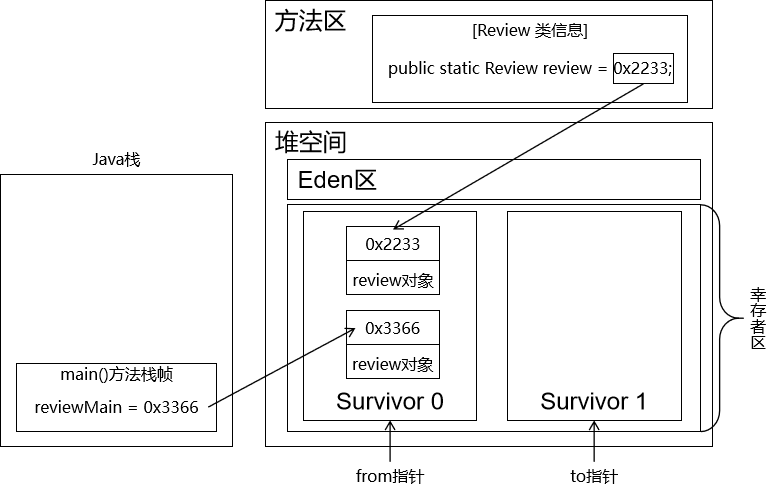 方法区
[Review 类信息]
public static Review review = 0x2233;
堆空间
Eden区
Java栈
0x2233
review对象
0x3366
review对象
幸存者区
main()方法栈帧
reviewMain = 0x3366
Survivor 0
Survivor 1
from指针
to指针